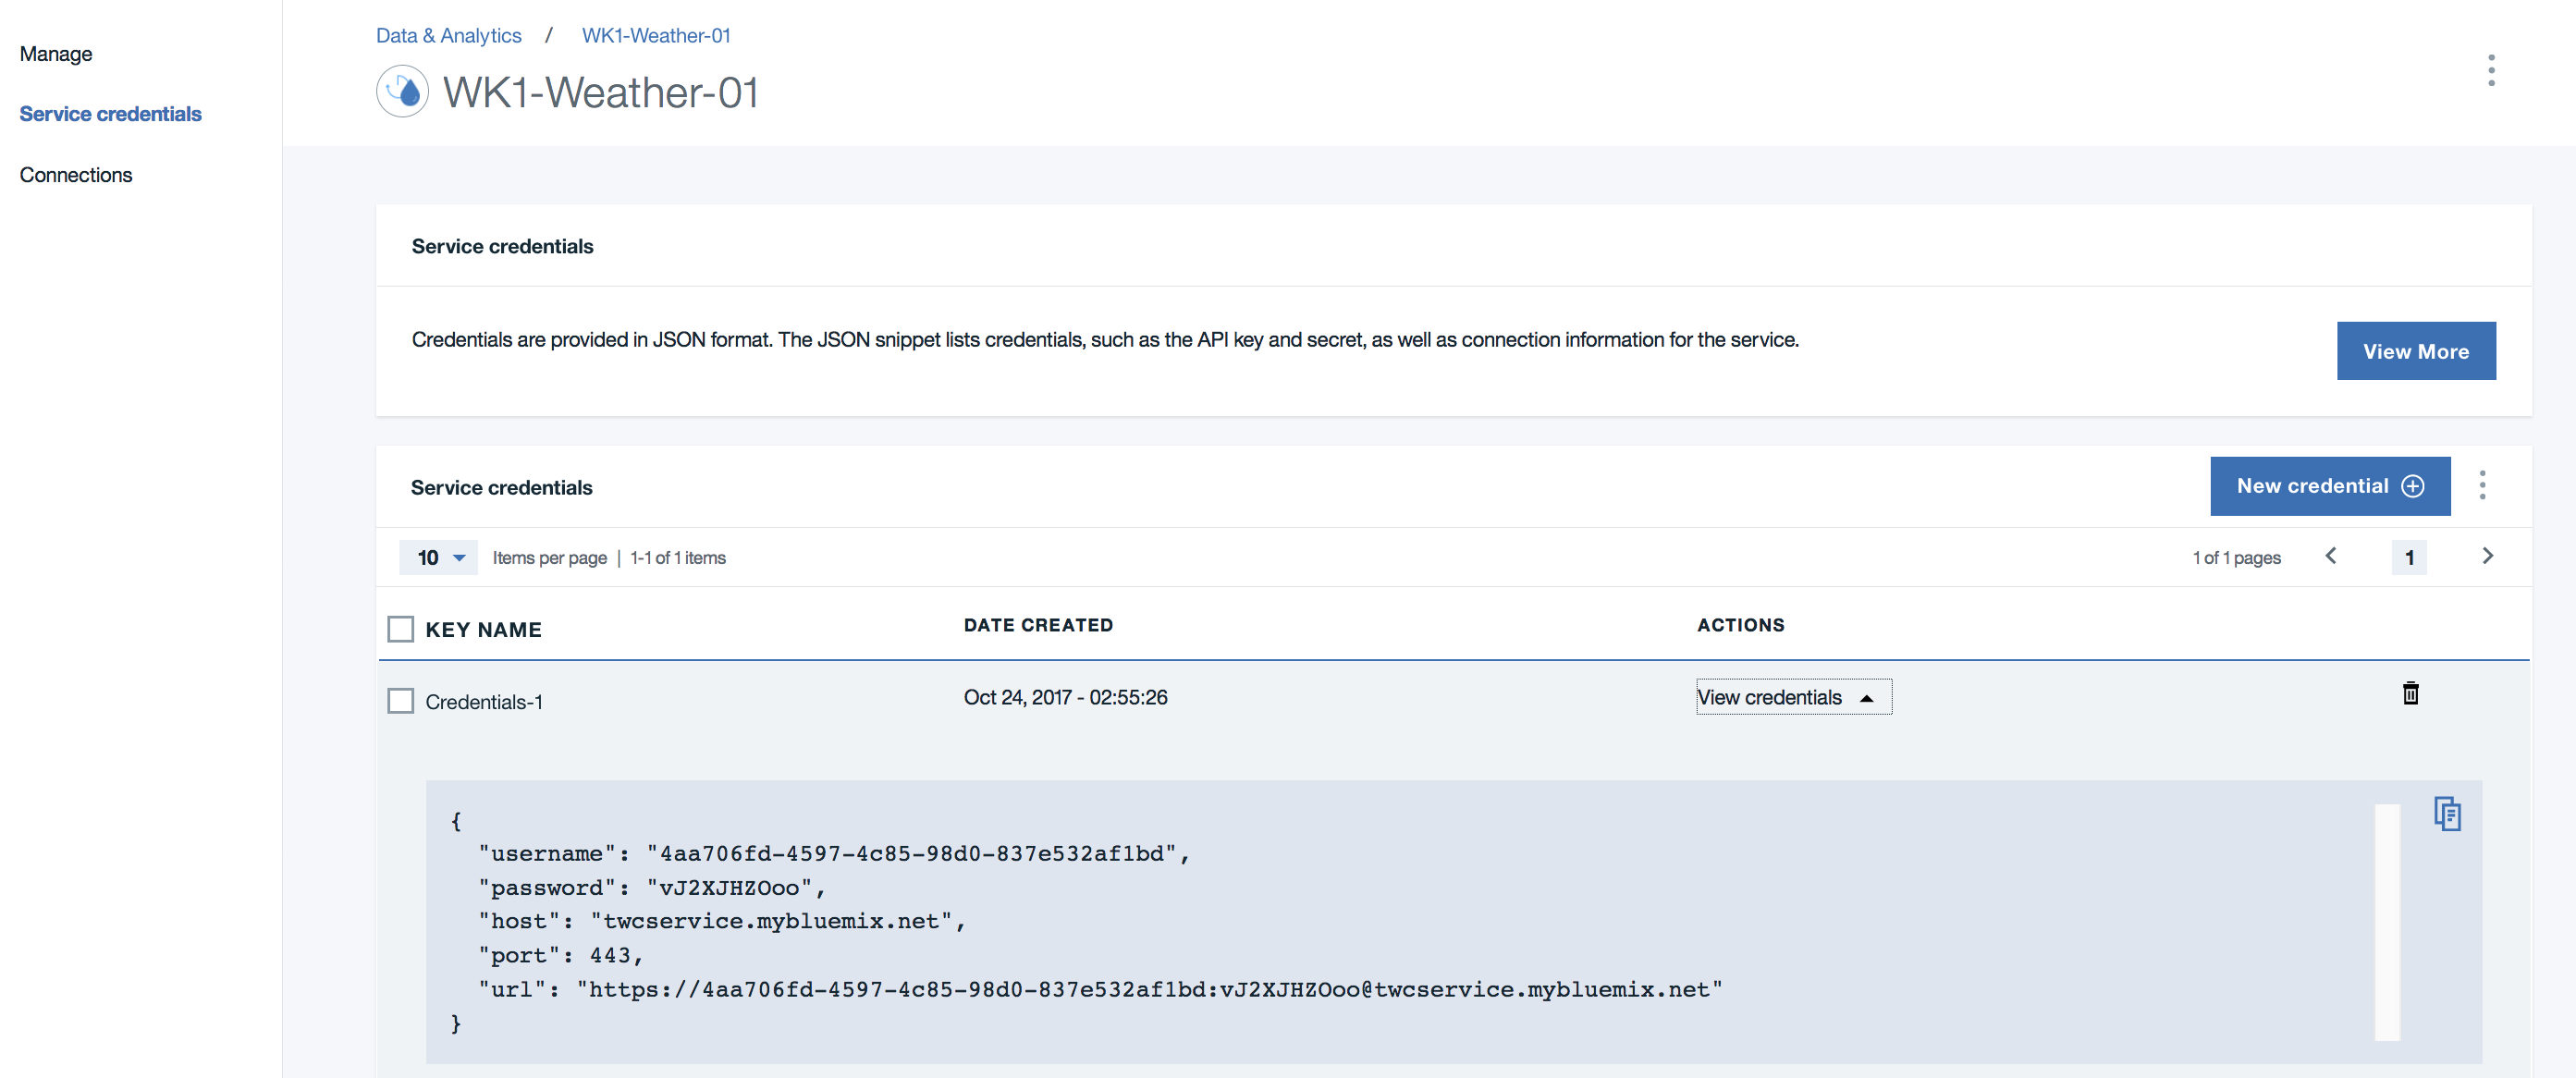 Manage
Service credentials
Connections
Data & Analytics / WK1-Weather-01
WK1-Weather-01
Service credentials
Credentials are provided in JSON format. The JSON snippet lists credentials, such as the API key and secret, as well as connection information for the service.
View More
Service credentials
New credential
10 Items per page | 1-1 of 1 items 1 of 1 pages < 1 >
KEY NAME DATE CREATED ACTIONS
Credentials-1 Oct 24, 2017 - 02:55:26 View credentials
{
"username": "4aa706fd-4597-4c85-98d0-837e532af1bd",
"password": "vJ2XJHZOoo",
"host": "twcservice.mybluemix.net",
"port": 443,
"url": "https://4aa706fd-4597-4c85-98d0-837e532af1bd:vJ2XJHZOoo@twcservice.mybluemix.net"
}